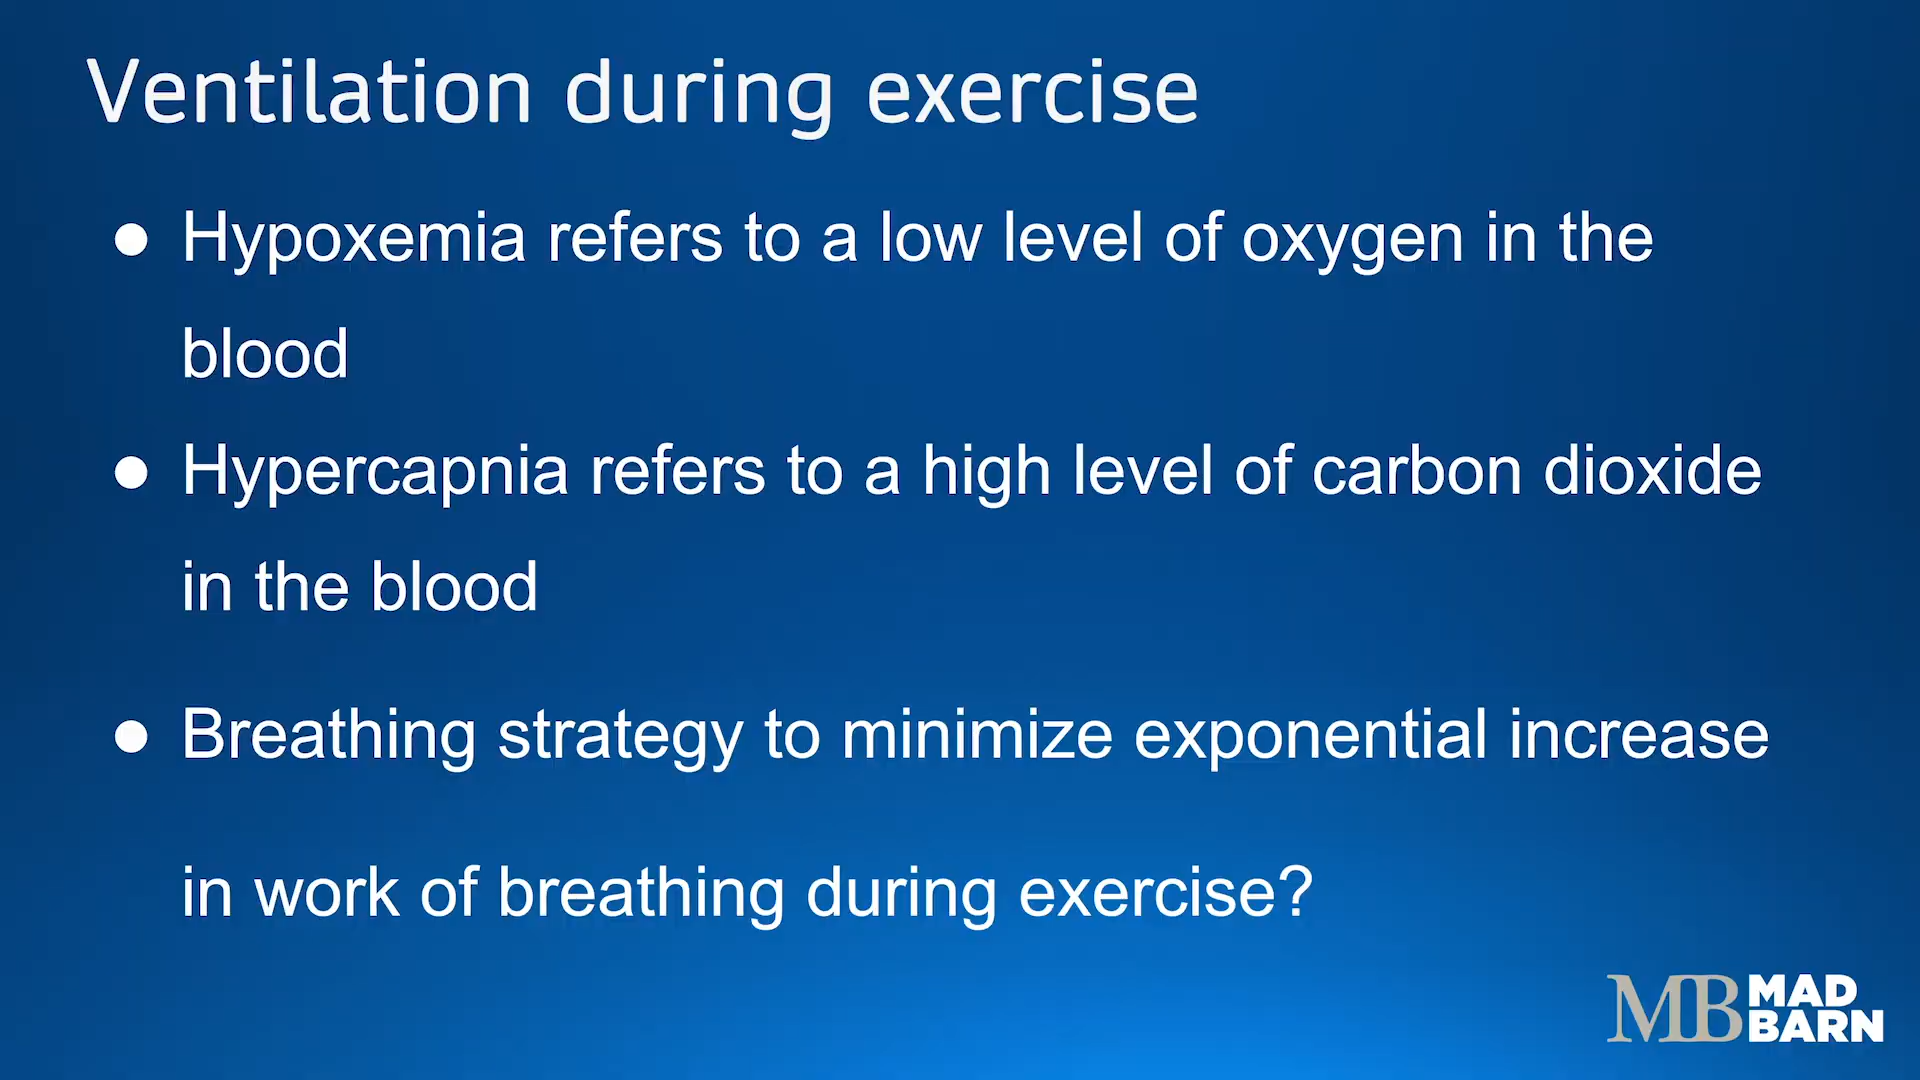 Ventilation during exercise
● Hypoxemia refers to a low level of oxygen in the
blood
● Hypercapnia refers to a high level of carbon dioxide
in the blood
● Breathing strategy to minimize exponential increase
in work of breathing during exercise?
MB MAD
BARN